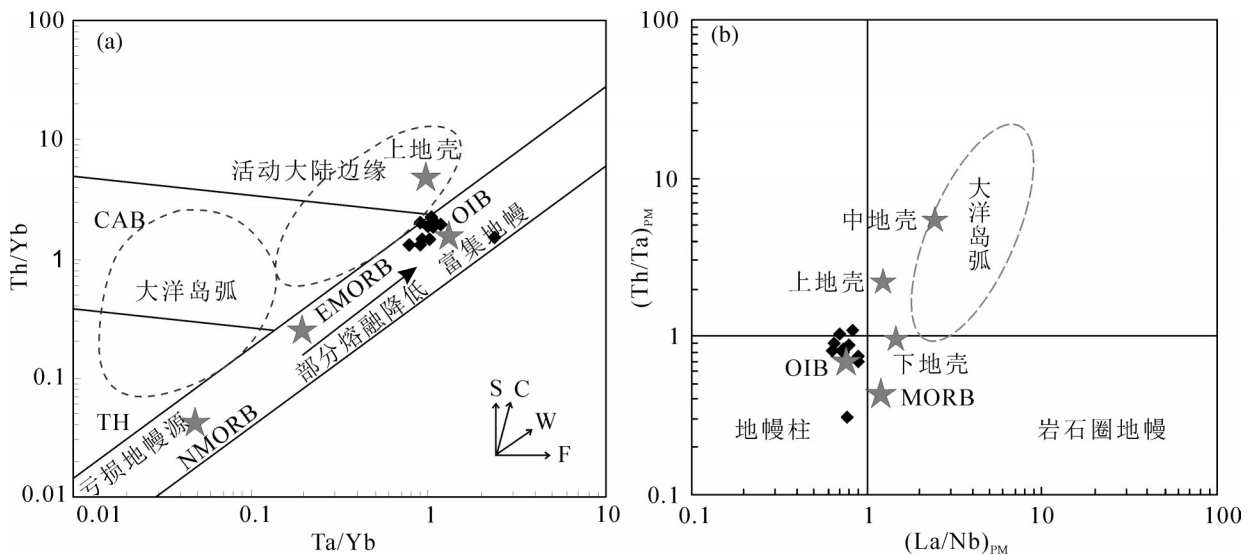 (a)
100
10
1
0.1
0.01
Th/Yb
0.01
0.1
1
10
Ta/Yb
活动大陆边缘
上地壳
CAB
大洋岛弧
TH
OIB
富集地幔
EMORB
部分熔融降低
NMORB
亏损地幔源
S
C
W
F
(b)
100
10
1
0.1
(Th/Ta)PM
0.1
1
10
100
(La/Nb)PM
中地壳
大洋岛弧
上地壳
下地壳
OIB
MORB
地幔柱
岩石圈地幔